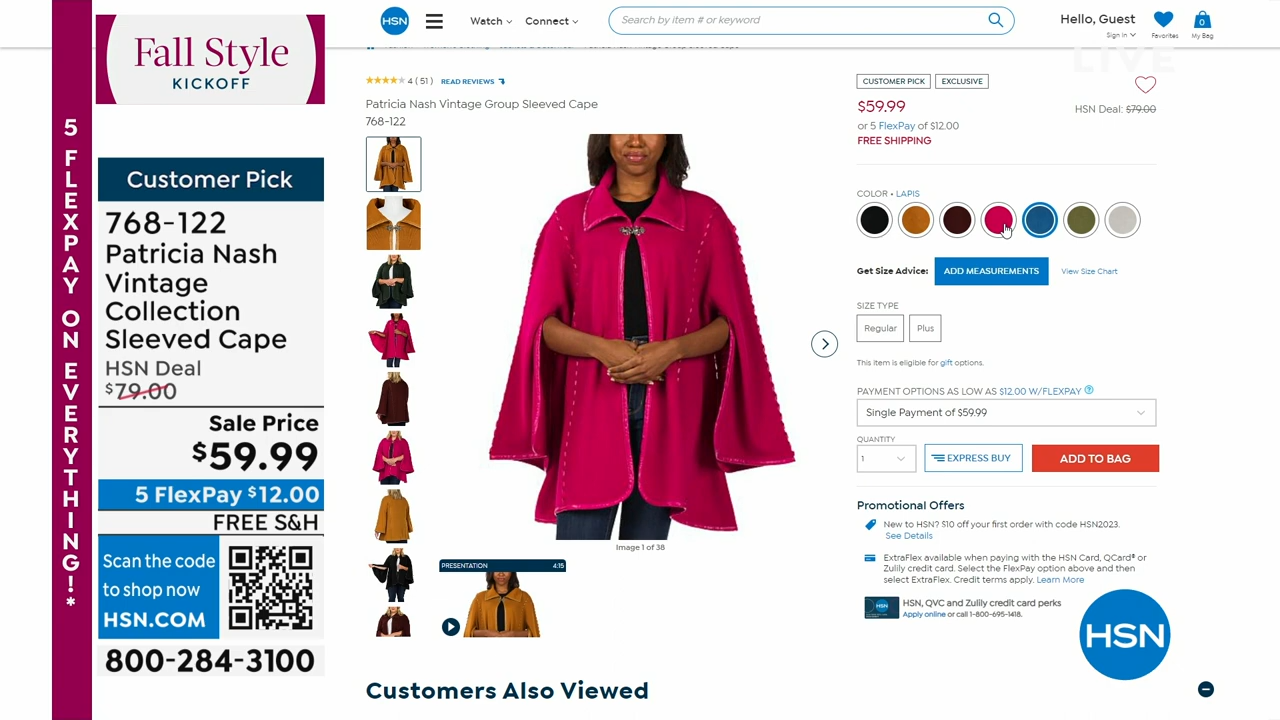 Fall Style
KICKOFF
5 FLEXPAY ON EVERYTHING!*
Customer Pick
768-122
Patricia Nash
Vintage
Collection
Sleeved Cape
HSN Deal
$79.00
Sale Price
$59.99
5 FlexPay $12.00
FREE S&H
Scan the code
to shop now
HSN.COM
800-284-3100
HSN
Watch
Connect
Search by item # or keyword
Hello, Guest
Sign In
Favorites
0
My Bag
LIVE
4 (51) READ REVIEWS
Patricia Nash Vintage Group Sleeved Cape
768-122
Image 1 of 38
PRESENTATION 4:15
CUSTOMER PICK EXCLUSIVE
$59.99
HSN Deal: $79.00
or 5 FlexPay of $12.00
FREE SHIPPING
COLOR • LAPIS
Get Size Advice: ADD MEASUREMENTS View Size Chart
SIZE TYPE
Regular Plus
This item is eligible for gift options.
PAYMENT OPTIONS AS LOW AS $12.00 W/FLEXPAY ?
Single Payment of $59.99
QUANTITY
1 EXPRESS BUY ADD TO BAG
Promotional Offers
New to HSN? $10 off your first order with code HSN2023.
See Details
ExtraFlex available when paying with the HSN Card, QCard® or
Zulily credit card. Select the FlexPay option above and then
select ExtraFlex. Credit terms apply. Learn More
HSN, QVC and Zulily credit card perks
Apply online or call 1-800-695-1418.
HSN
Customers Also Viewed